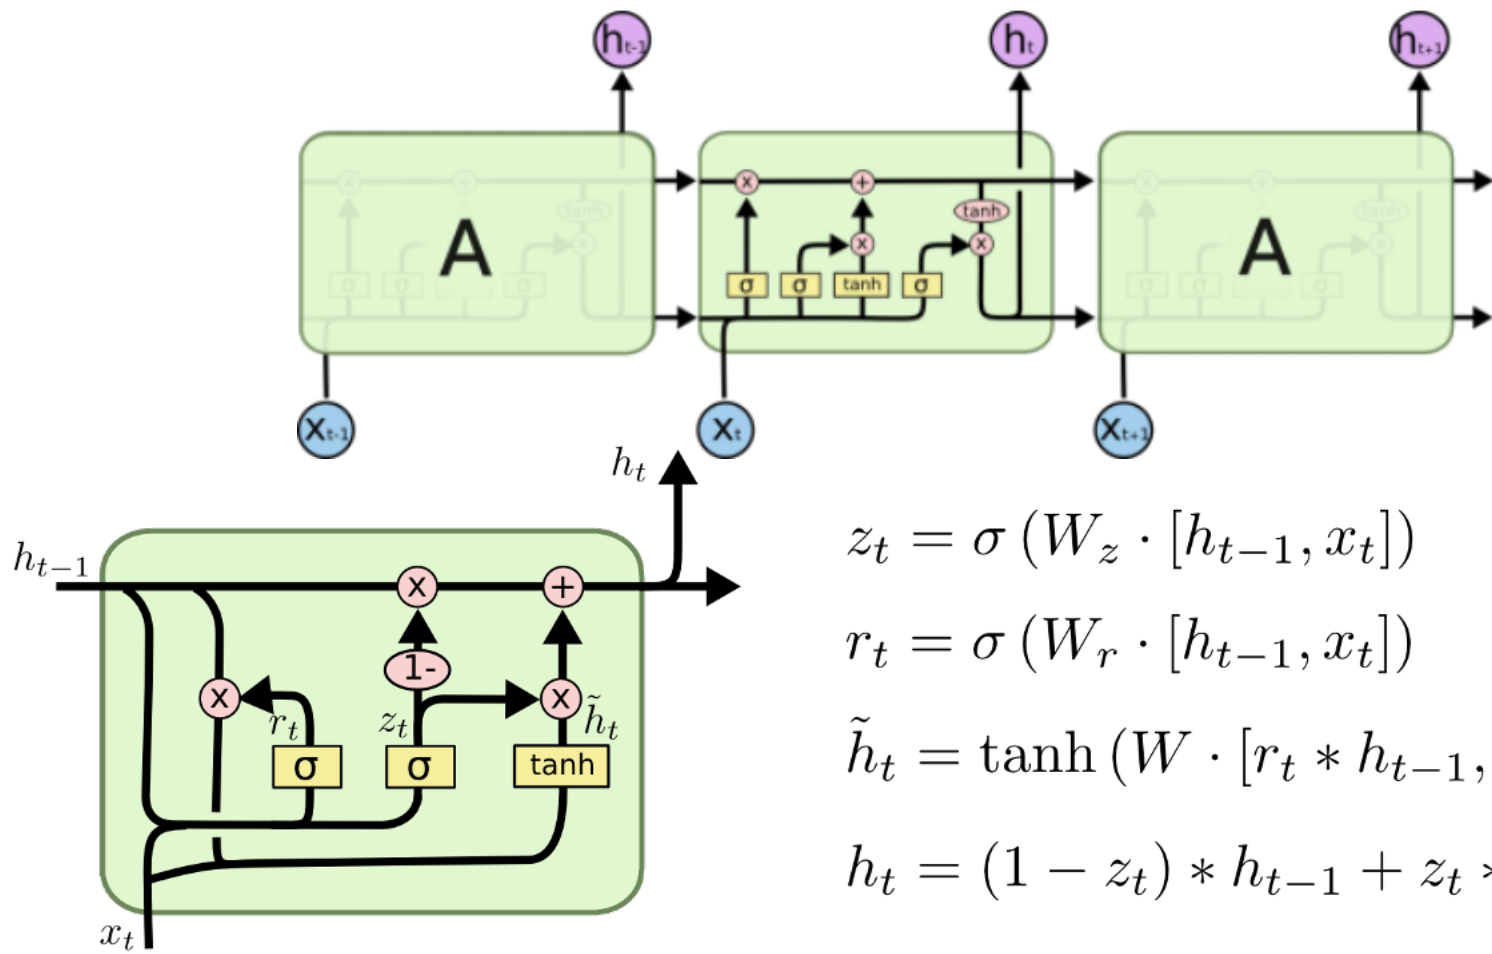 h_{t-1} h_t h_{t+1}
x x + x
+ tanh tanh tanh
A x x x A x
σ σ σ σ σ tanh σ σ σ σ
x_{t-1} x_t x_{t+1}
h_t
h_{t-1}
x +
1-
x r_t z_t x h̃_t
σ σ tanh
x_t
z_t = σ (W_z · [h_{t-1}, x_t])
r_t = σ (W_r · [h_{t-1}, x_t])
h̃_t = tanh (W · [r_t * h_{t-1},
h_t = (1 − z_t) * h_{t-1} + z_t *